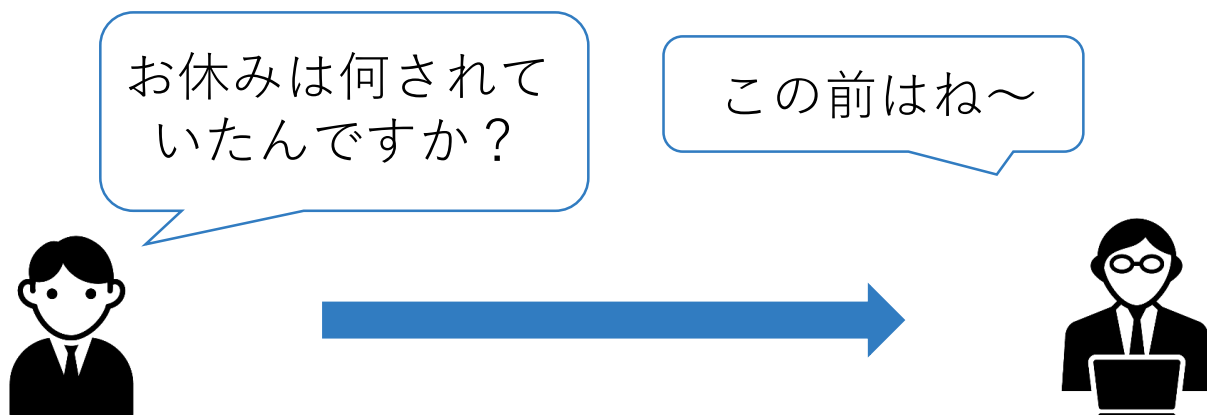 お休みは何されて
いたんですか？
この前はね～